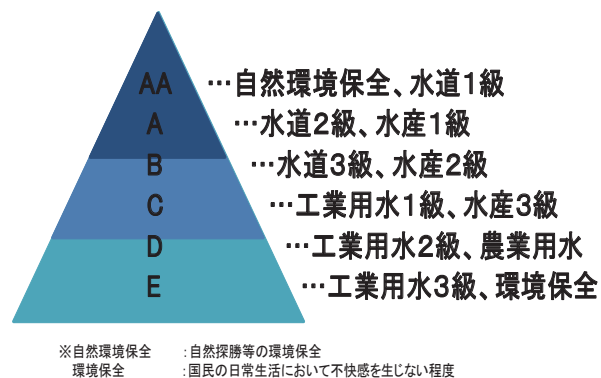 AA …自然環境保全、水道1級
A …水道2級、水産1級
B …水道3級、水産2級
C …工業用水1級、水産3級
D …工業用水2級、農業用水
E …工業用水3級、環境保全
※自然環境保全 ：自然探勝等の環境保全
環境保全 ：国民の日常生活において不快感を生じない程度